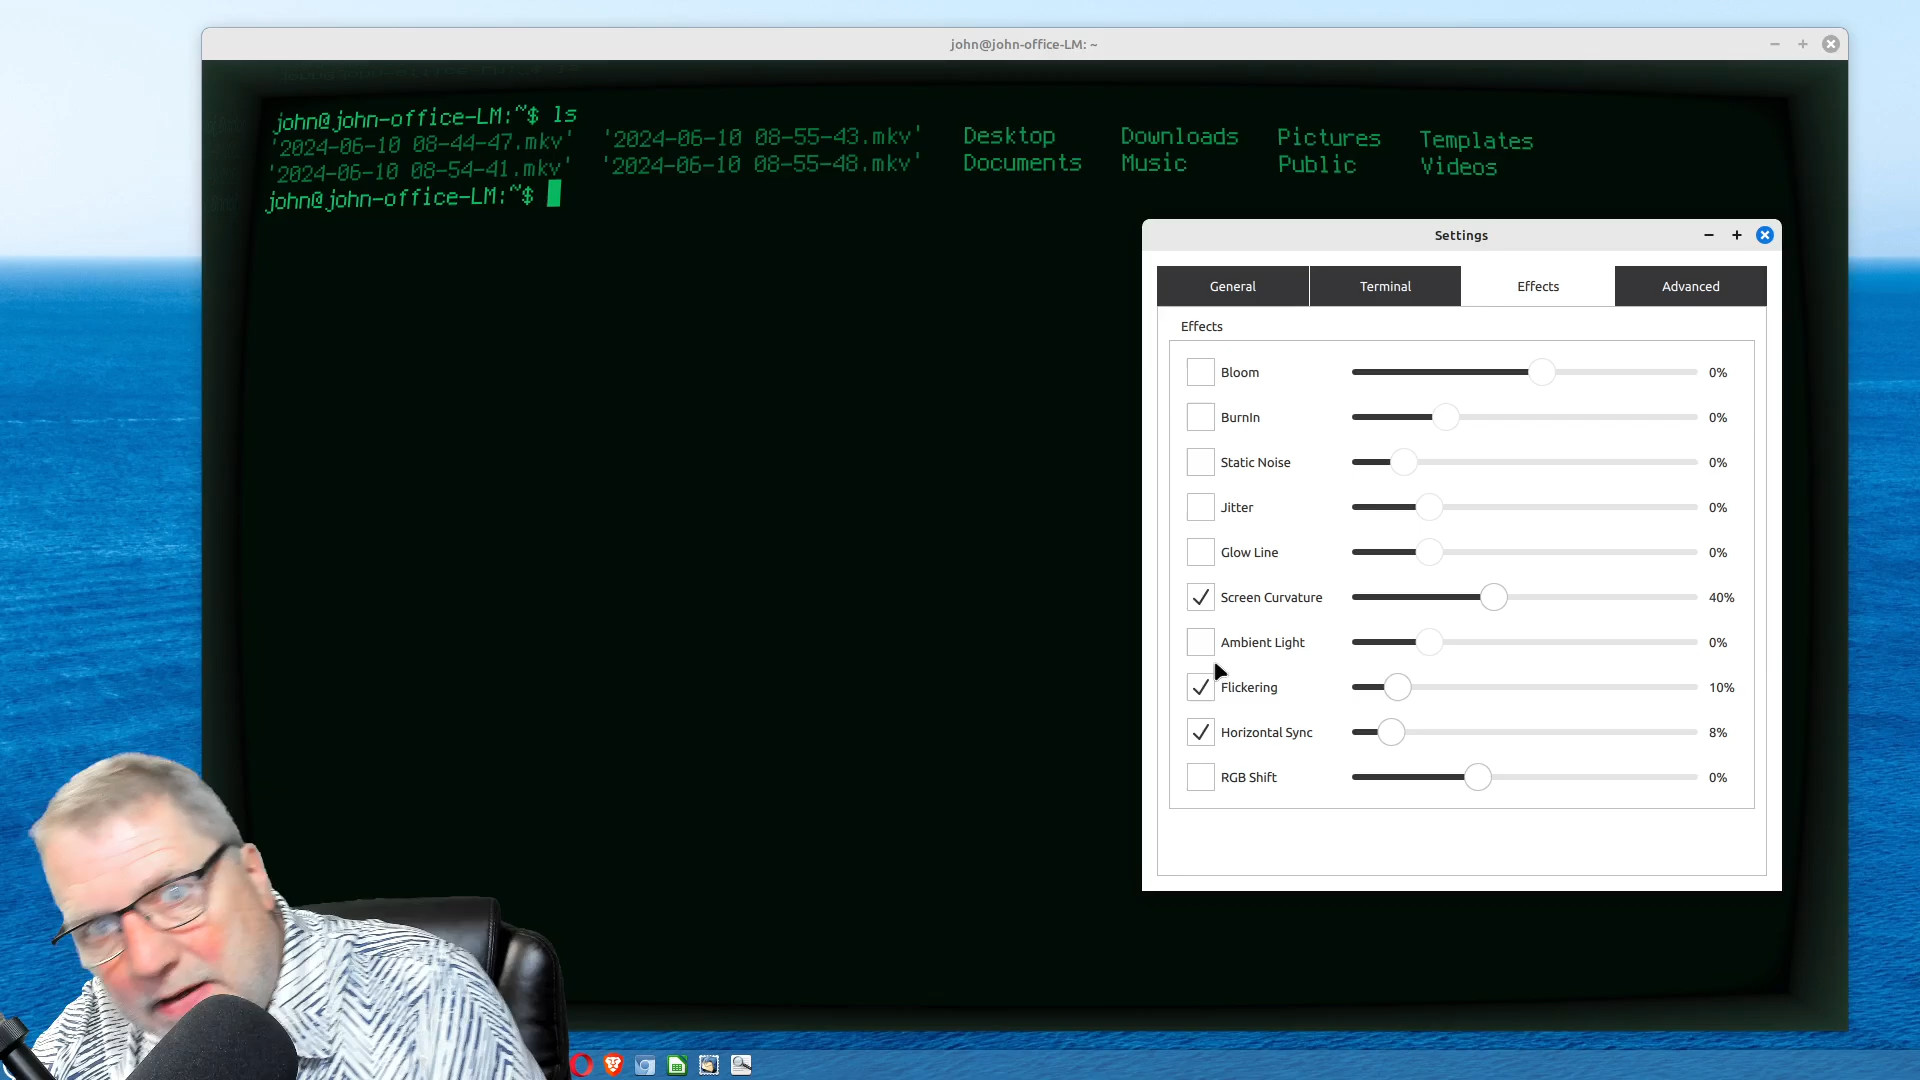 john@john-office-LM: ~
john@john-office-LM:~$ ls
'2024-06-10 08-44-47.mkv' '2024-06-10 08-55-43.mkv' Desktop Downloads Pictures Templates
'2024-06-10 08-54-41.mkv' '2024-06-10 08-55-48.mkv' Documents Music Public Videos
john@john-office-LM:~$
Settings
General Terminal Effects Advanced
Effects
Bloom 0%
BurnIn 0%
Static Noise 0%
Jitter 0%
Glow Line 0%
Screen Curvature 40%
Ambient Light 0%
Flickering 10%
Horizontal Sync 8%
RGB Shift 0%